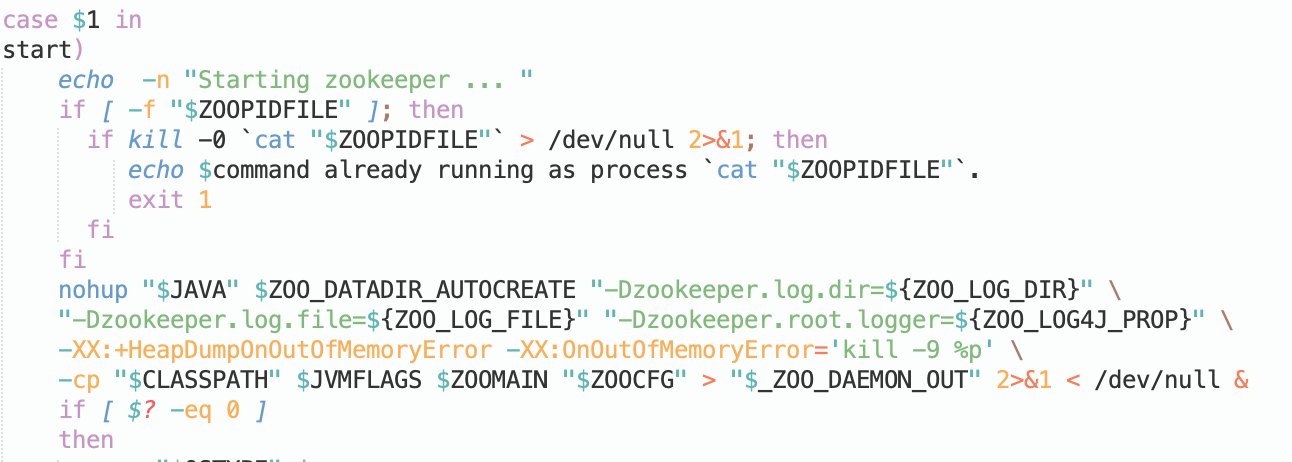 case $1 in
start)
    echo  -n "Starting zookeeper ... "
    if [ -f "$ZOOPIDFILE" ]; then
      if kill -0 `cat "$ZOOPIDFILE"` > /dev/null 2>&1; then
         echo $command already running as process `cat "$ZOOPIDFILE"`.
         exit 1
      fi
    fi
    nohup "$JAVA" $ZOO_DATADIR_AUTOCREATE "-Dzookeeper.log.dir=${ZOO_LOG_DIR}" \
    "-Dzookeeper.log.file=${ZOO_LOG_FILE}" "-Dzookeeper.root.logger=${ZOO_LOG4J_PROP}" \
    -XX:+HeapDumpOnOutOfMemoryError -XX:OnOutOfMemoryError='kill -9 %p' \
    -cp "$CLASSPATH" $JVMFLAGS $ZOOMAIN "$ZOOCFG" > "$_ZOO_DAEMON_OUT" 2>&1 < /dev/null &
    if [ $? -eq 0 ]
    then